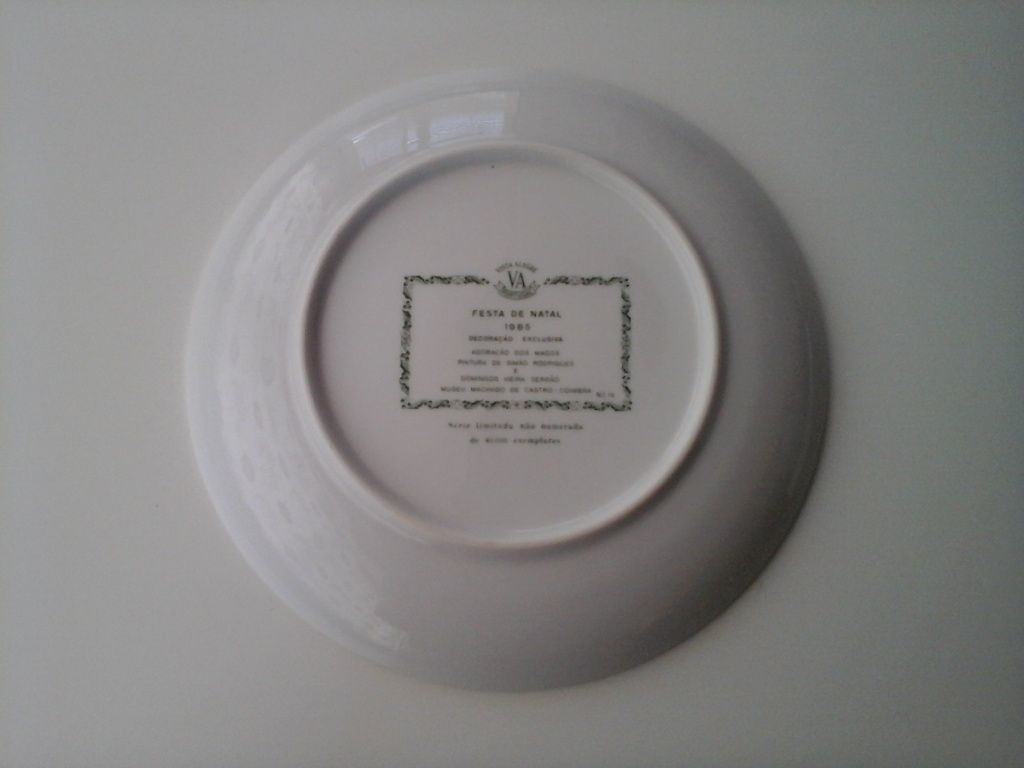 VISTA ALEGRE
VA
FESTA DE NATAL
1985
DECORAÇÃO EXCLUSIVA
ADORAÇÃO DOS MAGOS
PINTURA DE SIMÃO RODRIGUES
E
DOMINGOS VIEIRA SERRÃO
MUSEU MACHADO DE CASTRO - COIMBRA
Série limitada não numerada
de exemplares